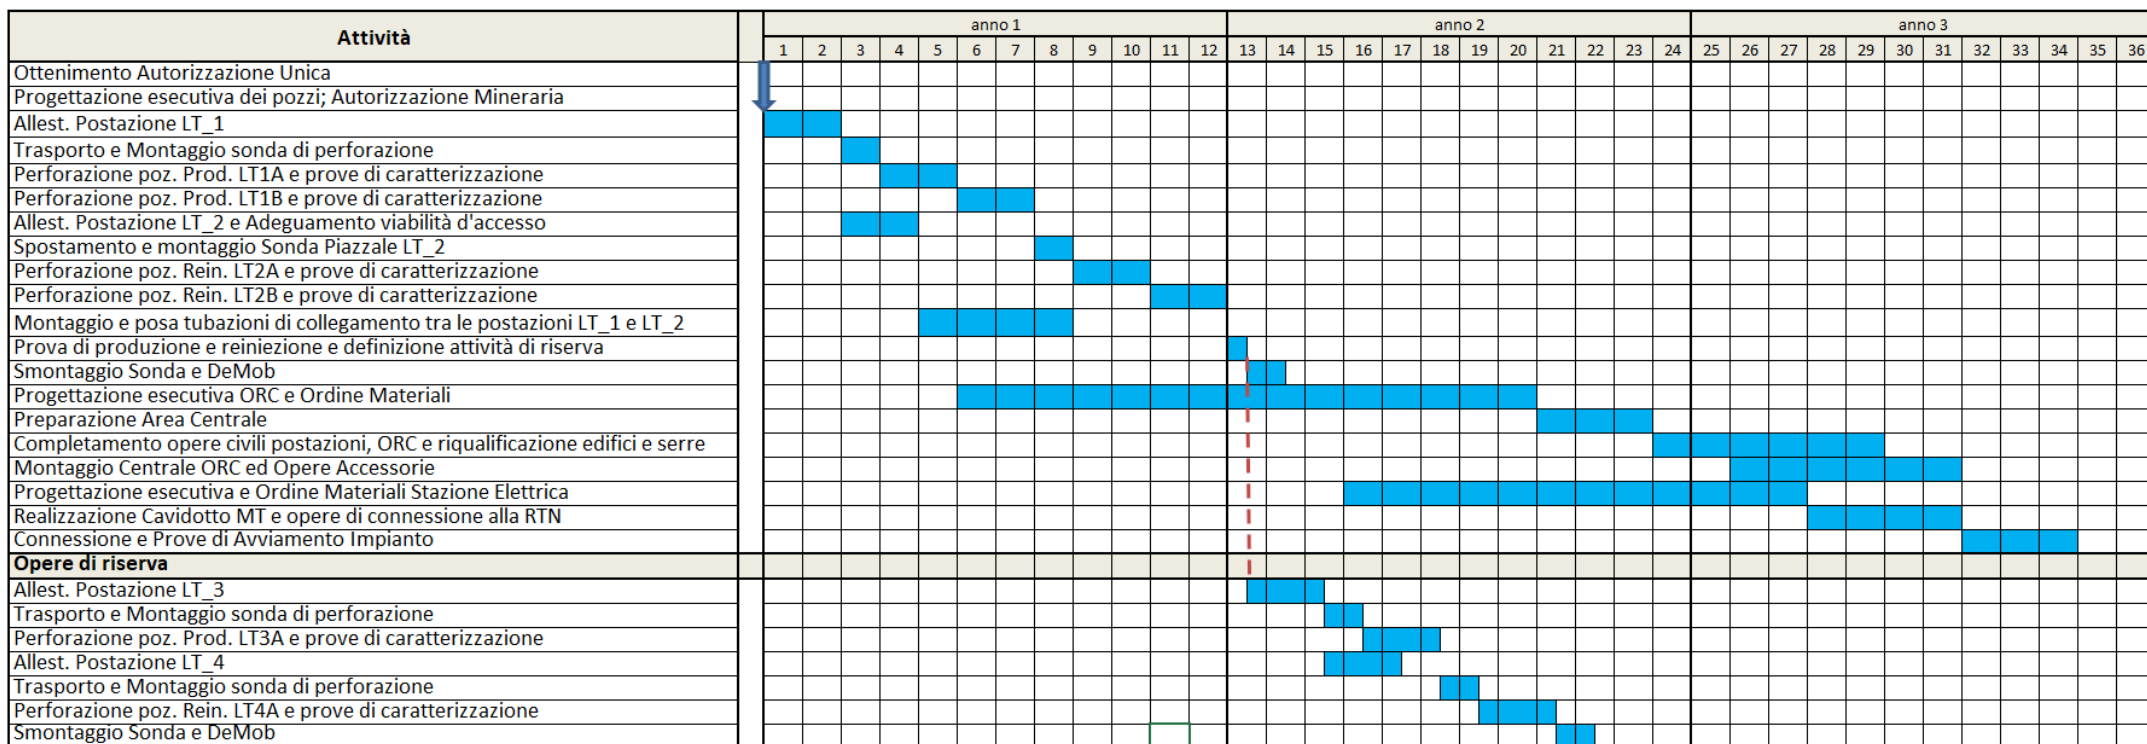 Attività
anno 1 anno 2 anno 3
1 2 3 4 5 6 7 8 9 10 11 12 13 14 15 16 17 18 19 20 21 22 23 24 25 26 27 28 29 30 31 32 33 34 35 36
Ottenimento Autorizzazione Unica
Progettazione esecutiva dei pozzi; Autorizzazione Mineraria
Allest. Postazione LT_1
Trasporto e Montaggio sonda di perforazione
Perforazione poz. Prod. LT1A e prove di caratterizzazione
Perforazione poz. Prod. LT1B e prove di caratterizzazione
Allest. Postazione LT_2 e Adeguamento viabilità d'accesso
Spostamento e montaggio Sonda Piazzale LT_2
Perforazione poz. Rein. LT2A e prove di caratterizzazione
Perforazione poz. Rein. LT2B e prove di caratterizzazione
Montaggio e posa tubazioni di collegamento tra le postazioni LT_1 e LT_2
Prova di produzione e reiniezione e definizione attività di riserva
Smontaggio Sonda e DeMob
Progettazione esecutiva ORC e Ordine Materiali
Preparazione Area Centrale
Completamento opere civili postazioni, ORC e riqualificazione edifici e serre
Montaggio Centrale ORC ed Opere Accessorie
Progettazione esecutiva e Ordine Materiali Stazione Elettrica
Realizzazione Cavidotto MT e opere di connessione alla RTN
Connessione e Prove di Avviamento Impianto
Opere di riserva
Allest. Postazione LT_3
Trasporto e Montaggio sonda di perforazione
Perforazione poz. Prod. LT3A e prove di caratterizzazione
Allest. Postazione LT_4
Trasporto e Montaggio sonda di perforazione
Perforazione poz. Rein. LT4A e prove di caratterizzazione
Smontaggio Sonda e DeMob